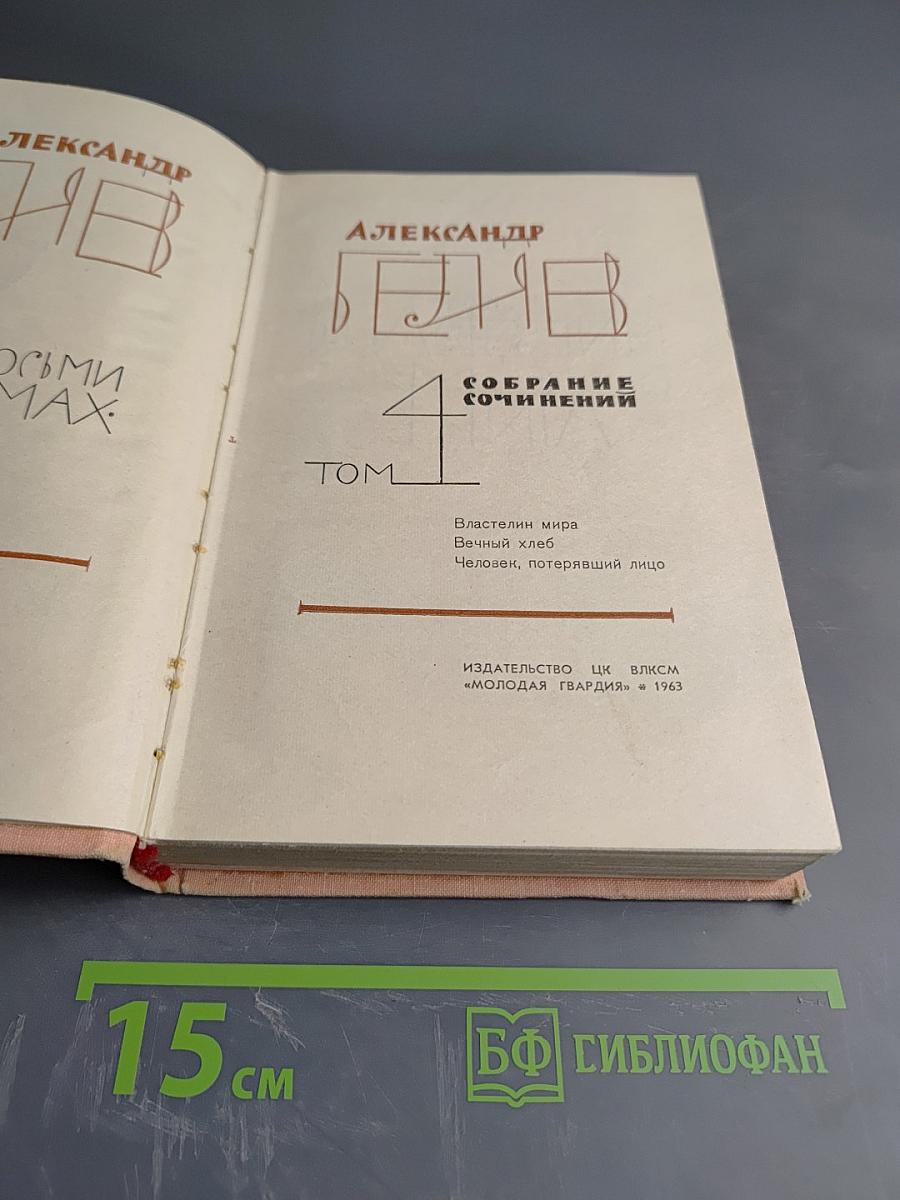 ЛЕКСАНДР
ЯЕВ
ОСЬМИ
МАХ·
АЛЕКСАНДР
БЕЛЯЕВ
СОБРАНИЕ
СОЧИНЕНИЙ
ТОМ 4
Властелин мира
Вечный хлеб
Человек, потерявший лицо
ИЗДАТЕЛЬСТВО ЦК ВЛКСМ
«МОЛОДАЯ ГВАРДИЯ» * 1963
15 см
БФ БИБЛИОФАН